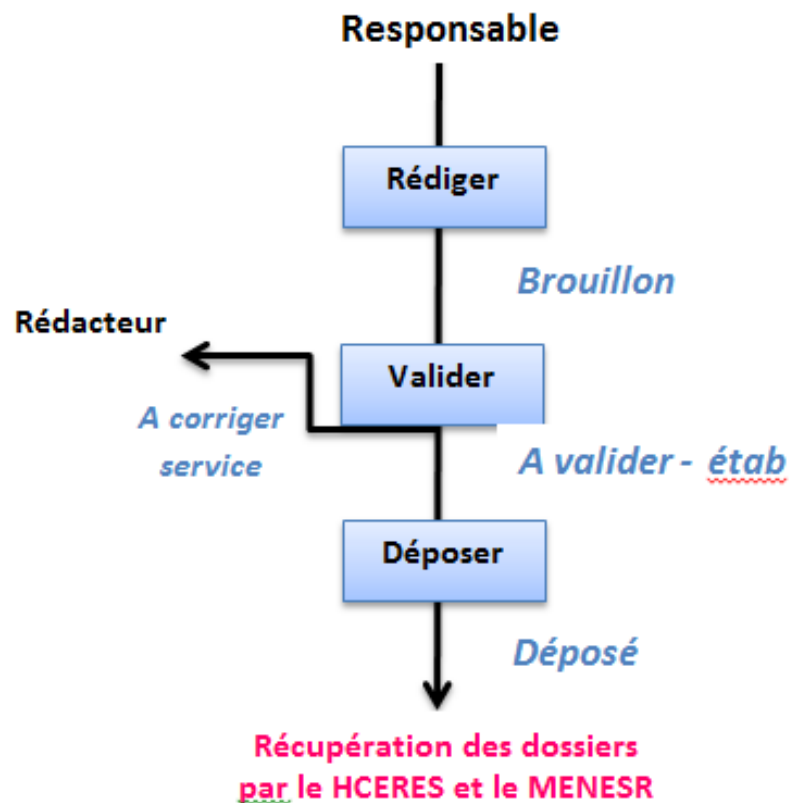 Responsable
Rédiger
Brouillon
Rédacteur
Valider
A corriger
service
A valider - étab
Déposer
Déposé
Récupération des dossiers
par le HCERES et le MENESR